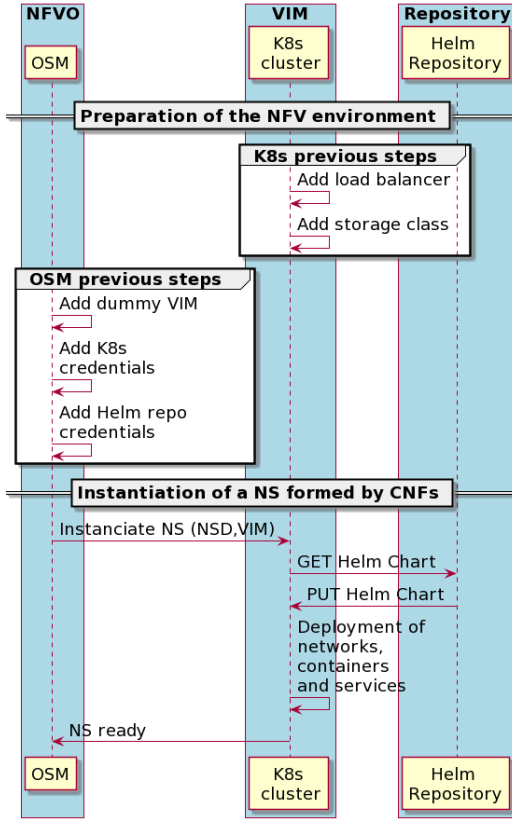 NFVO
VIM
Repository
OSM
K8s
cluster
Helm
Repository
Preparation of the NFV environment
K8s previous steps
Add load balancer
Add storage class
OSM previous steps
Add dummy VIM
Add K8s
credentials
Add Helm repo
credentials
Instantiation of a NS formed by CNFs
Instanciate NS (NSD,VIM)
GET Helm Chart
PUT Helm Chart
Deployment of
networks,
containers
and services
NS ready
OSM
K8s
cluster
Helm
Repository